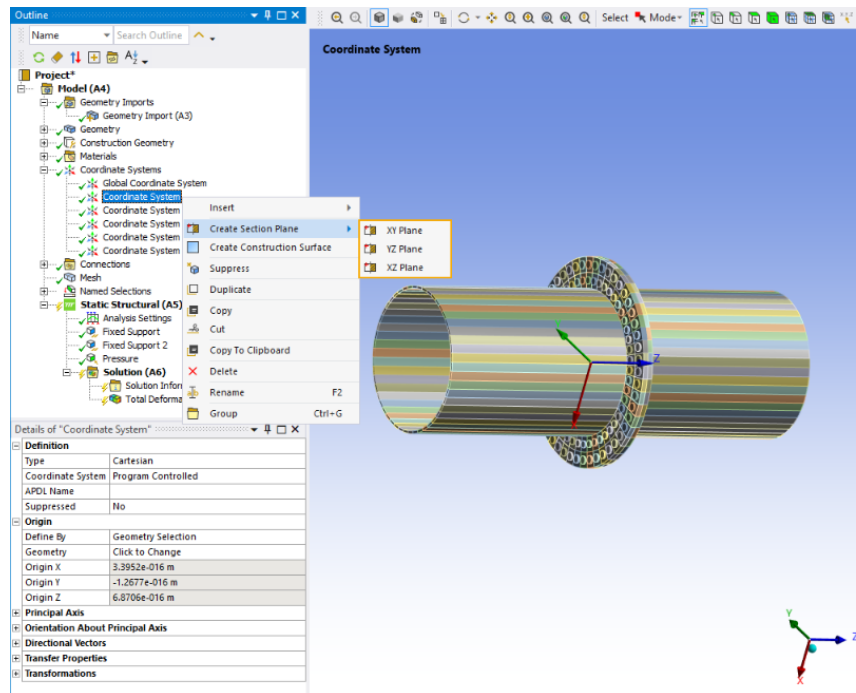 Outline
Name Search Outline
Project*
Model (A4)
Geometry Imports
Geometry Import (A3)
Geometry
Construction Geometry
Materials
Coordinate Systems
Global Coordinate System
Coordinate System
Coordinate System
Coordinate System
Coordinate System
Coordinate System
Connections
Mesh
Named Selections
Static Structural (A5)
Analysis Settings
Fixed Support
Fixed Support 2
Pressure
Solution (A6)
Solution Infor
Total Deforma
Insert
Create Section Plane
Create Construction Surface
Suppress
Duplicate
Copy
Cut
Copy To Clipboard
Delete
Rename F2
Group Ctrl+G
XY Plane
YZ Plane
XZ Plane
Details of "Coordinate System"
Definition
Type Cartesian
Coordinate System Program Controlled
APDL Name
Suppressed No
Origin
Define By Geometry Selection
Geometry Click to Change
Origin X 3.3952e-016 m
Origin Y -1.2677e-016 m
Origin Z 6.8706e-016 m
Principal Axis
Orientation About Principal Axis
Directional Vectors
Transfer Properties
Transformations
Select Mode
Coordinate System
Z
Y
Z
X